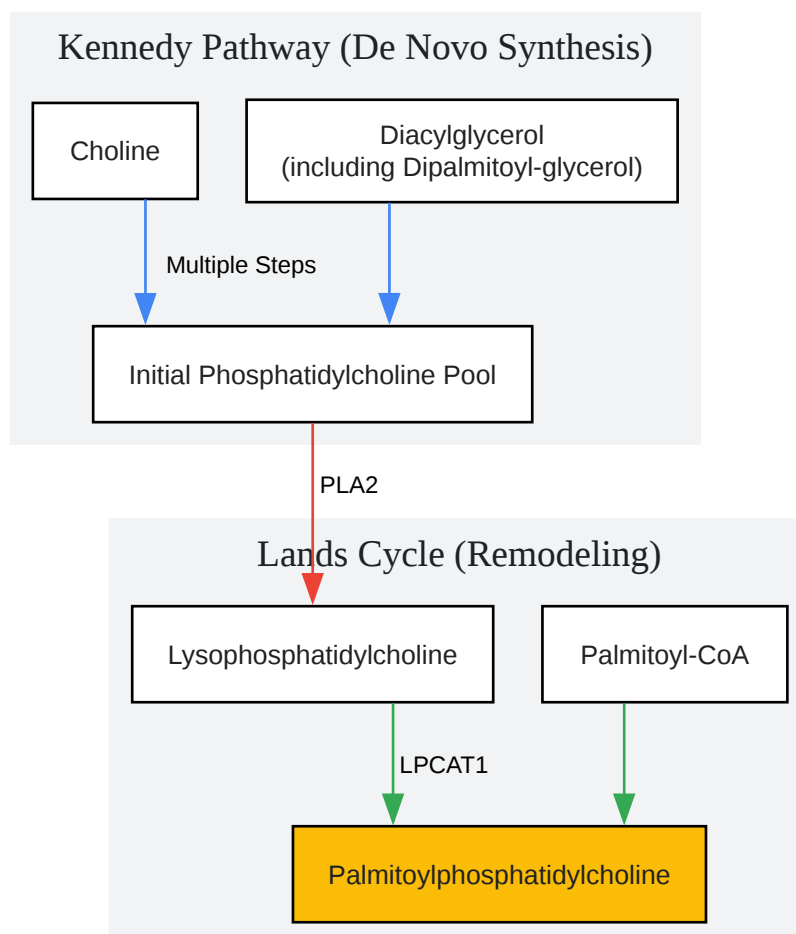 Kennedy Pathway (De Novo Synthesis)
Choline
Diacylglycerol
(including Dipalmitoyl-glycerol)
Multiple Steps
Initial Phosphatidylcholine Pool
PLA2
Lands Cycle (Remodeling)
Lysophosphatidylcholine
Palmitoyl-CoA
LPCAT1
Palmitoylphosphatidylcholine